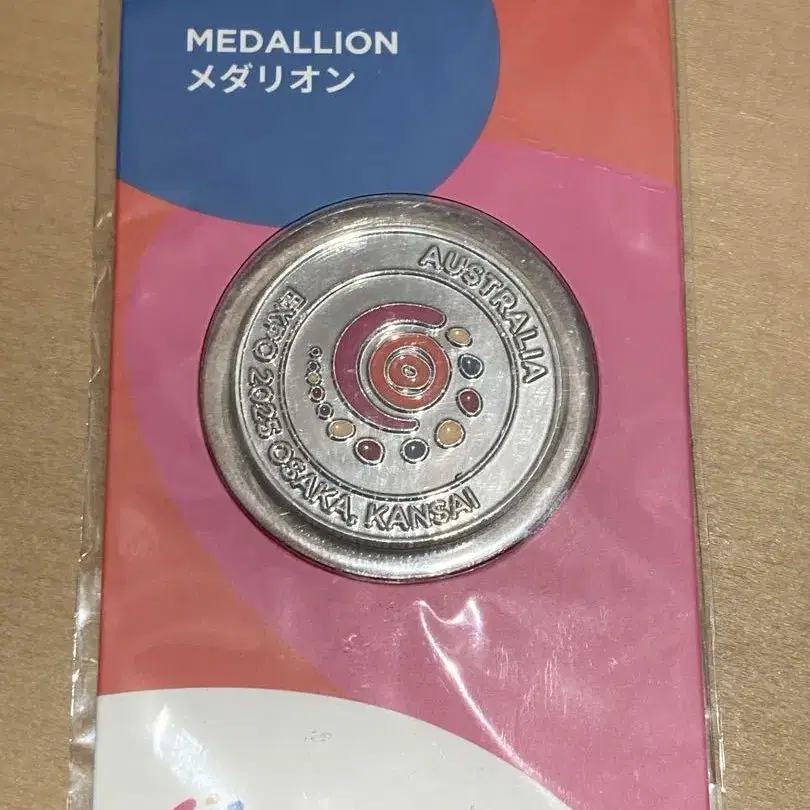 MEDALLION
メダリオン
AUSTRALIA
EXPO 2025 OSAKA, KANSAI